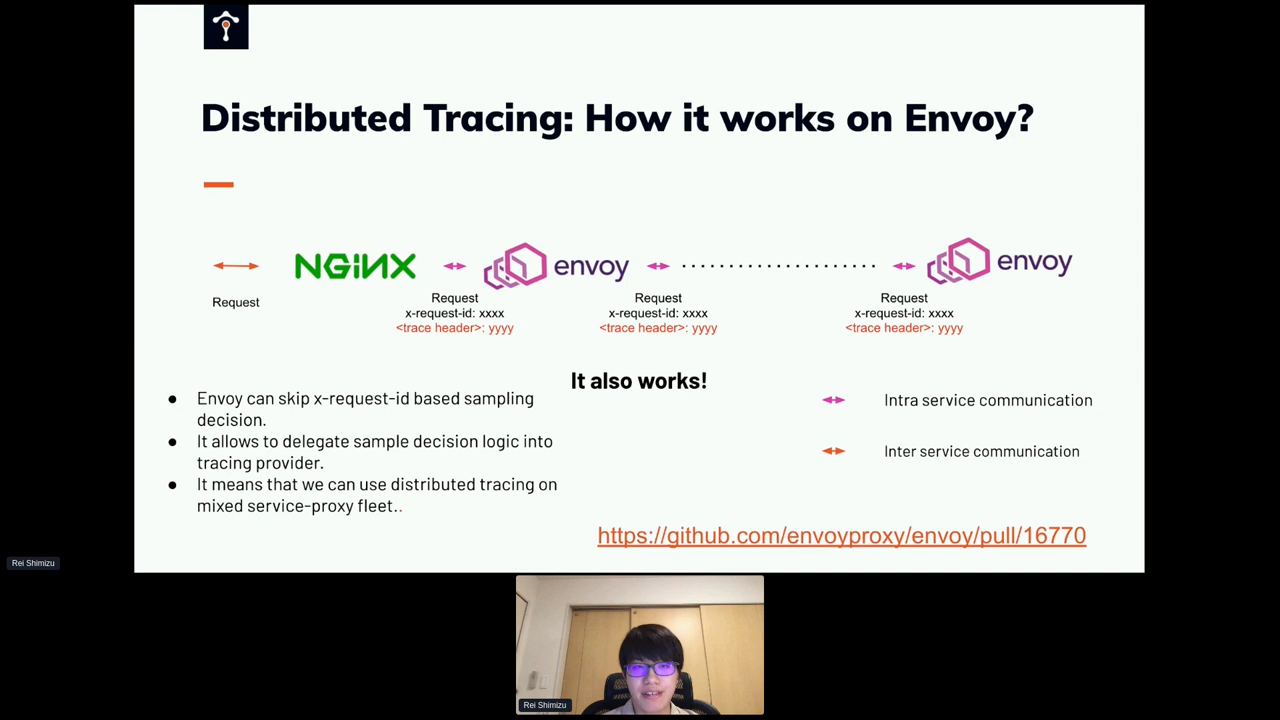 Distributed Tracing: How it works on Envoy?
NGINX
envoy
envoy
Request
Request
x-request-id: xxxx
<trace header>: yyyy
Request
x-request-id: xxxx
<trace header>: yyyy
Request
x-request-id: xxxx
<trace header>: yyyy
It also works!
● Envoy can skip x-request-id based sampling
decision.
● It allows to delegate sample decision logic into
tracing provider.
● It means that we can use distributed tracing on
mixed service-proxy fleet..
Intra service communication
Inter service communication
https://github.com/envoyproxy/envoy/pull/16770
Rei Shimizu
Rei Shimizu